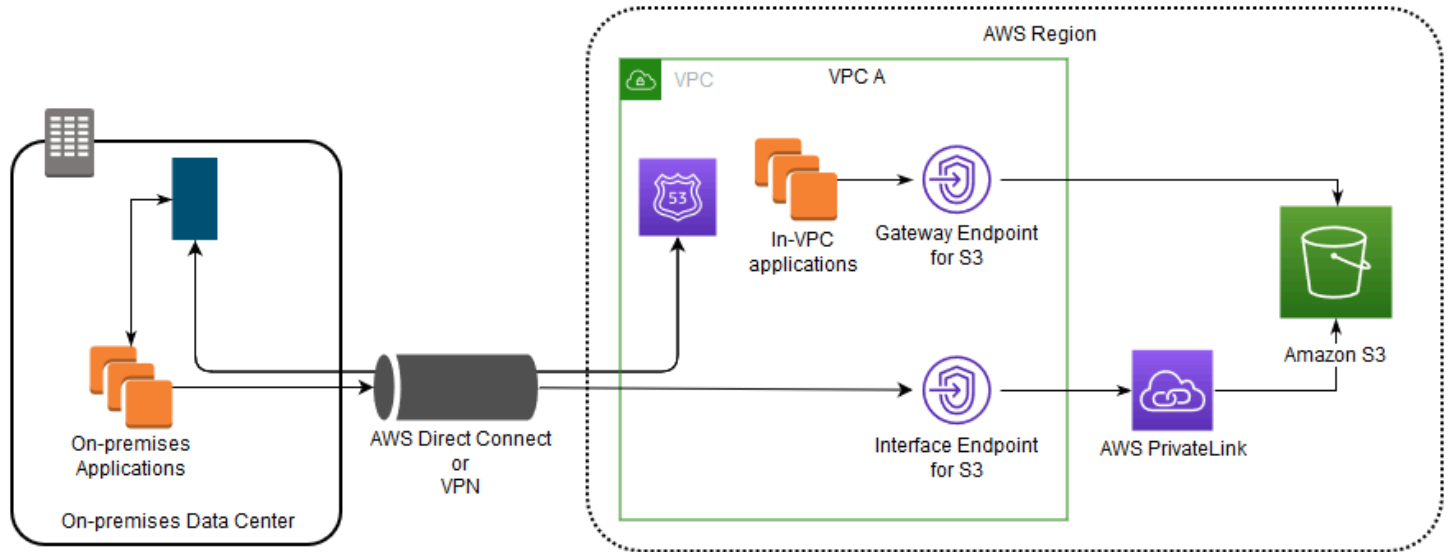 AWS Region
VPC
VPC A
53
In-VPC
applications
Gateway Endpoint
for S3
Amazon S3
On-premises
Applications
AWS Direct Connect
or
VPN
Interface Endpoint
for S3
AWS PrivateLink
On-premises Data Center